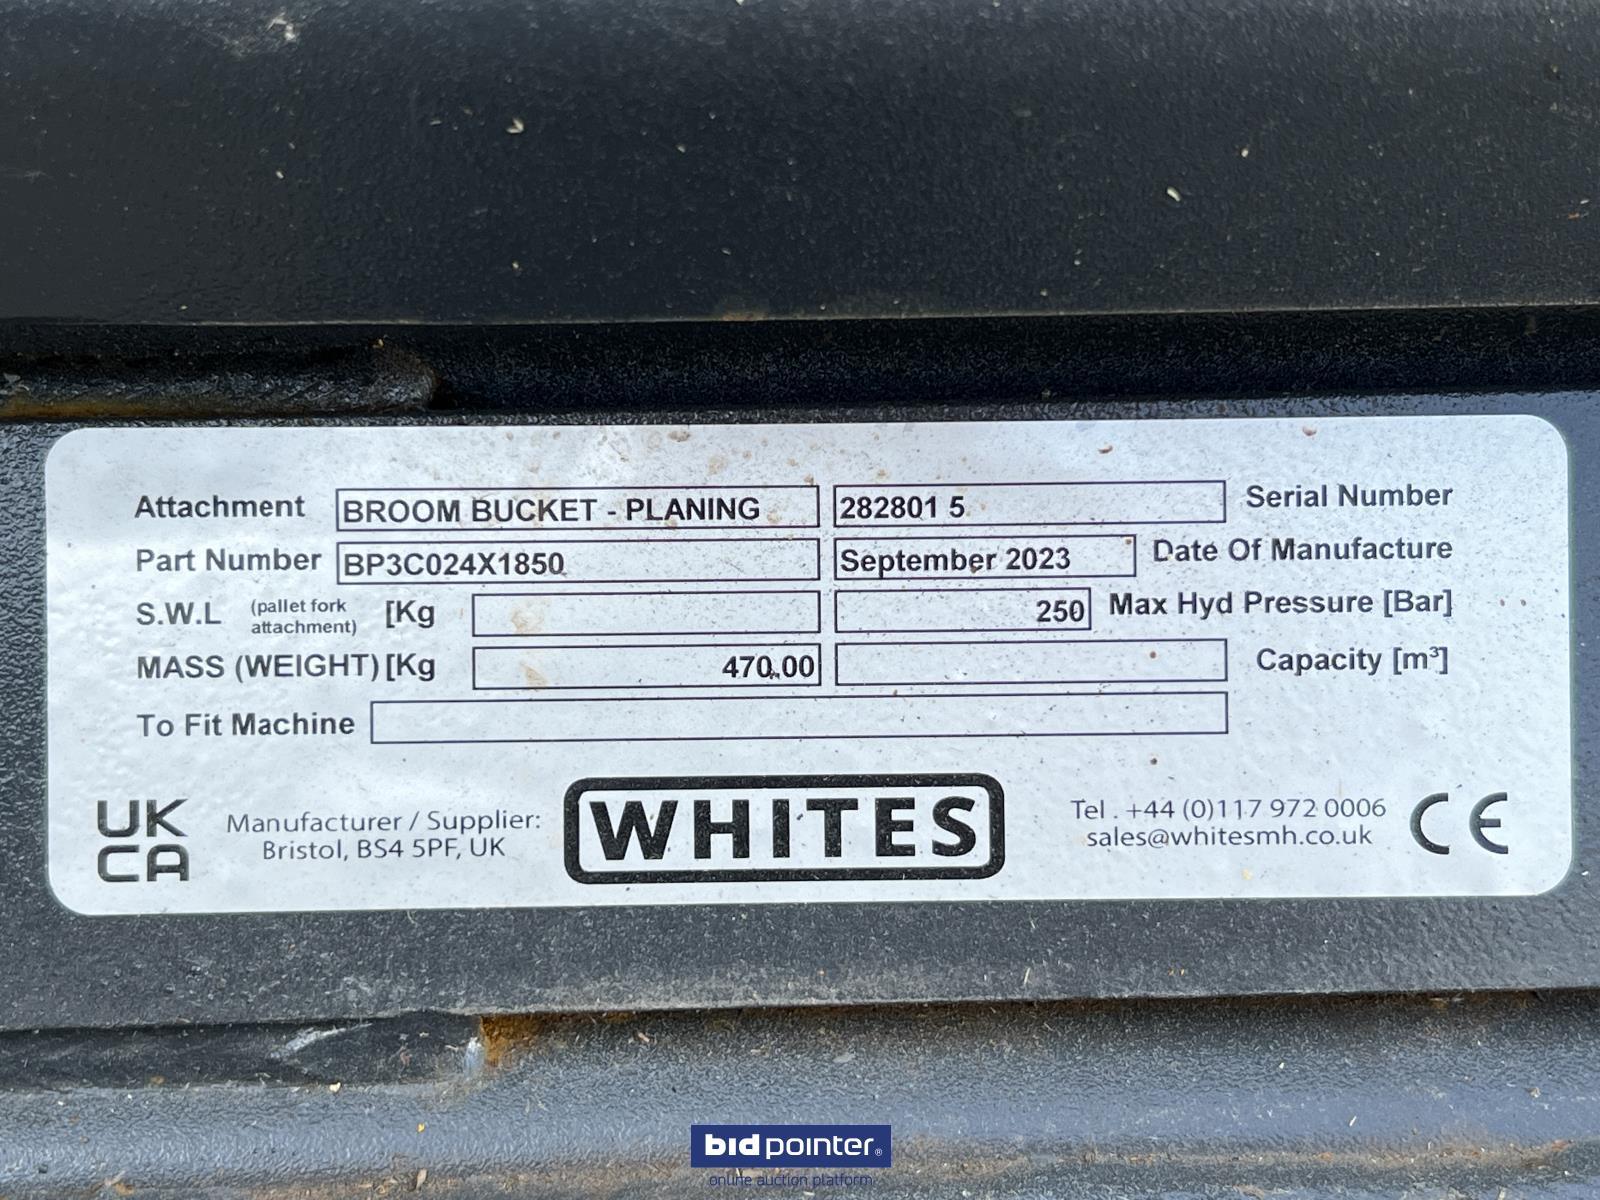 Attachment BROOM BUCKET - PLANING 282801 5 Serial Number
Part Number BP3C024X1850 September 2023 Date Of Manufacture
S.W.L (pallet fork attachment) [Kg 250 Max Hyd Pressure [Bar]
MASS (WEIGHT) [Kg 470.00 Capacity [m³]
To Fit Machine
UK
CA
Manufacturer / Supplier:
Bristol, BS4 5PF, UK
WHITES
Tel. +44 (0)117 972 0006
sales@whitesmh.co.uk
CE
bidpointer®
online auction platform